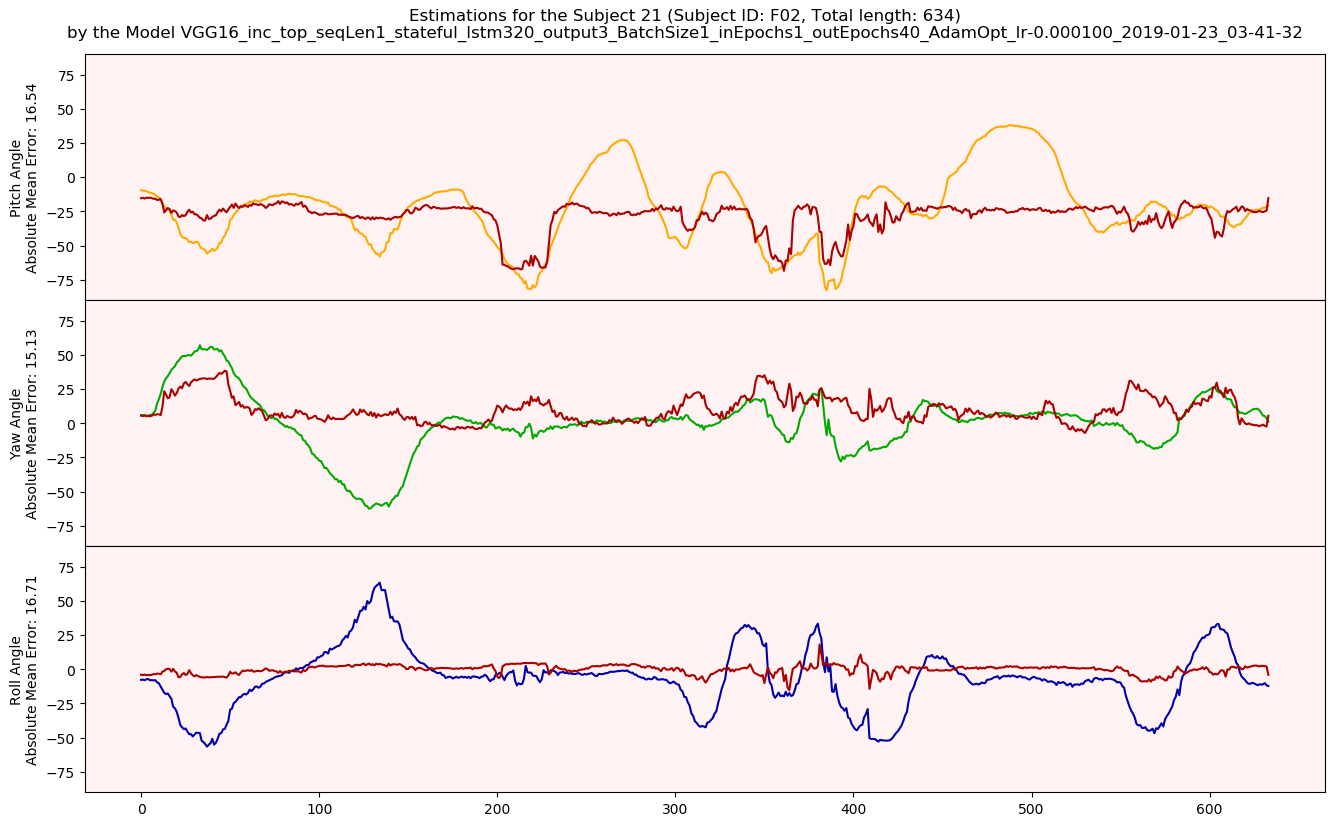 Estimations for the Subject 21 (Subject ID: F02, Total length: 634)
by the Model VGG16_inc_top_seqLen1_stateful_lstm320_output3_BatchSize1_inEpochs1_outEpochs40_AdamOpt_lr-0.000100_2019-01-23_03-41-32
Pitch Angle
Absolute Mean Error: 16.54
75
50
25
0
−25
−50
−75
Yaw Angle
Absolute Mean Error: 15.13
75
50
25
0
−25
−50
−75
Roll Angle
Absolute Mean Error: 16.71
75
50
25
0
−25
−50
−75
0 100 200 300 400 500 600